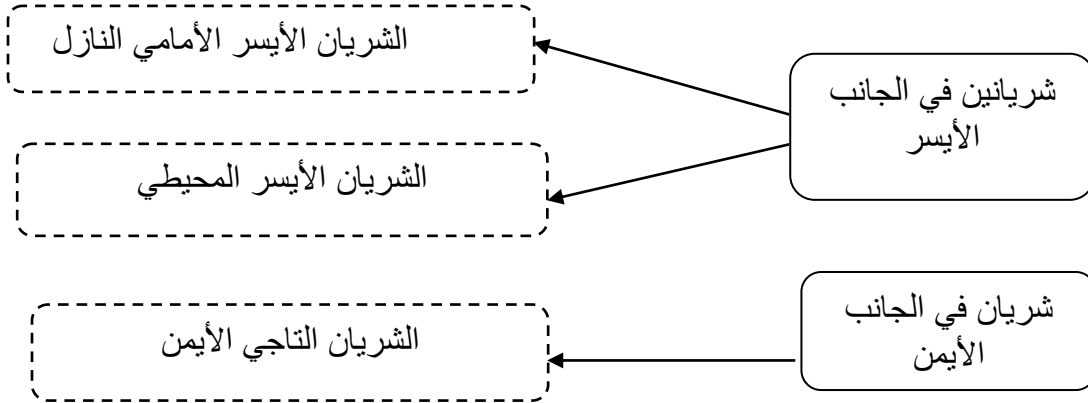 شريانين في الجانب
الأيسر
الشريان الأيسر الأمامي النازل
الشريان الأيسر المحيطي
شريان في الجانب
الأيمن
الشريان التاجي الأيمن